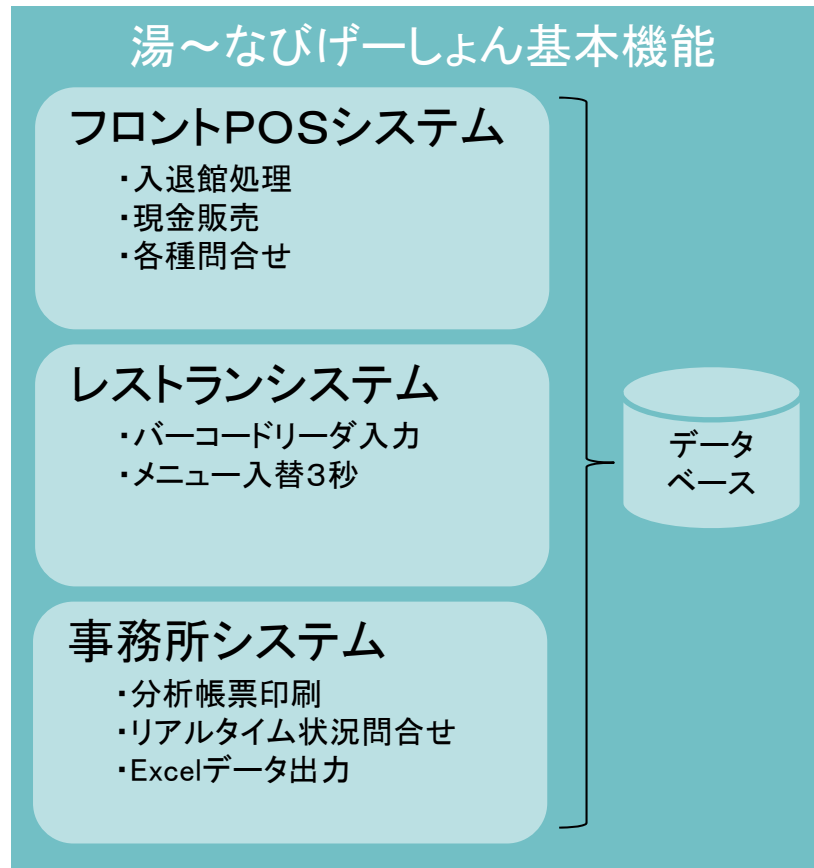 湯～なびげーしょん基本機能
フロントPOSシステム
・入退館処理
・現金販売
・各種問合せ
レストランシステム
・バーコードリーダ入力
・メニュー入替3秒
事務所システム
・分析帳票印刷
・リアルタイム状況問合せ
・Excelデータ出力
データ
ベース